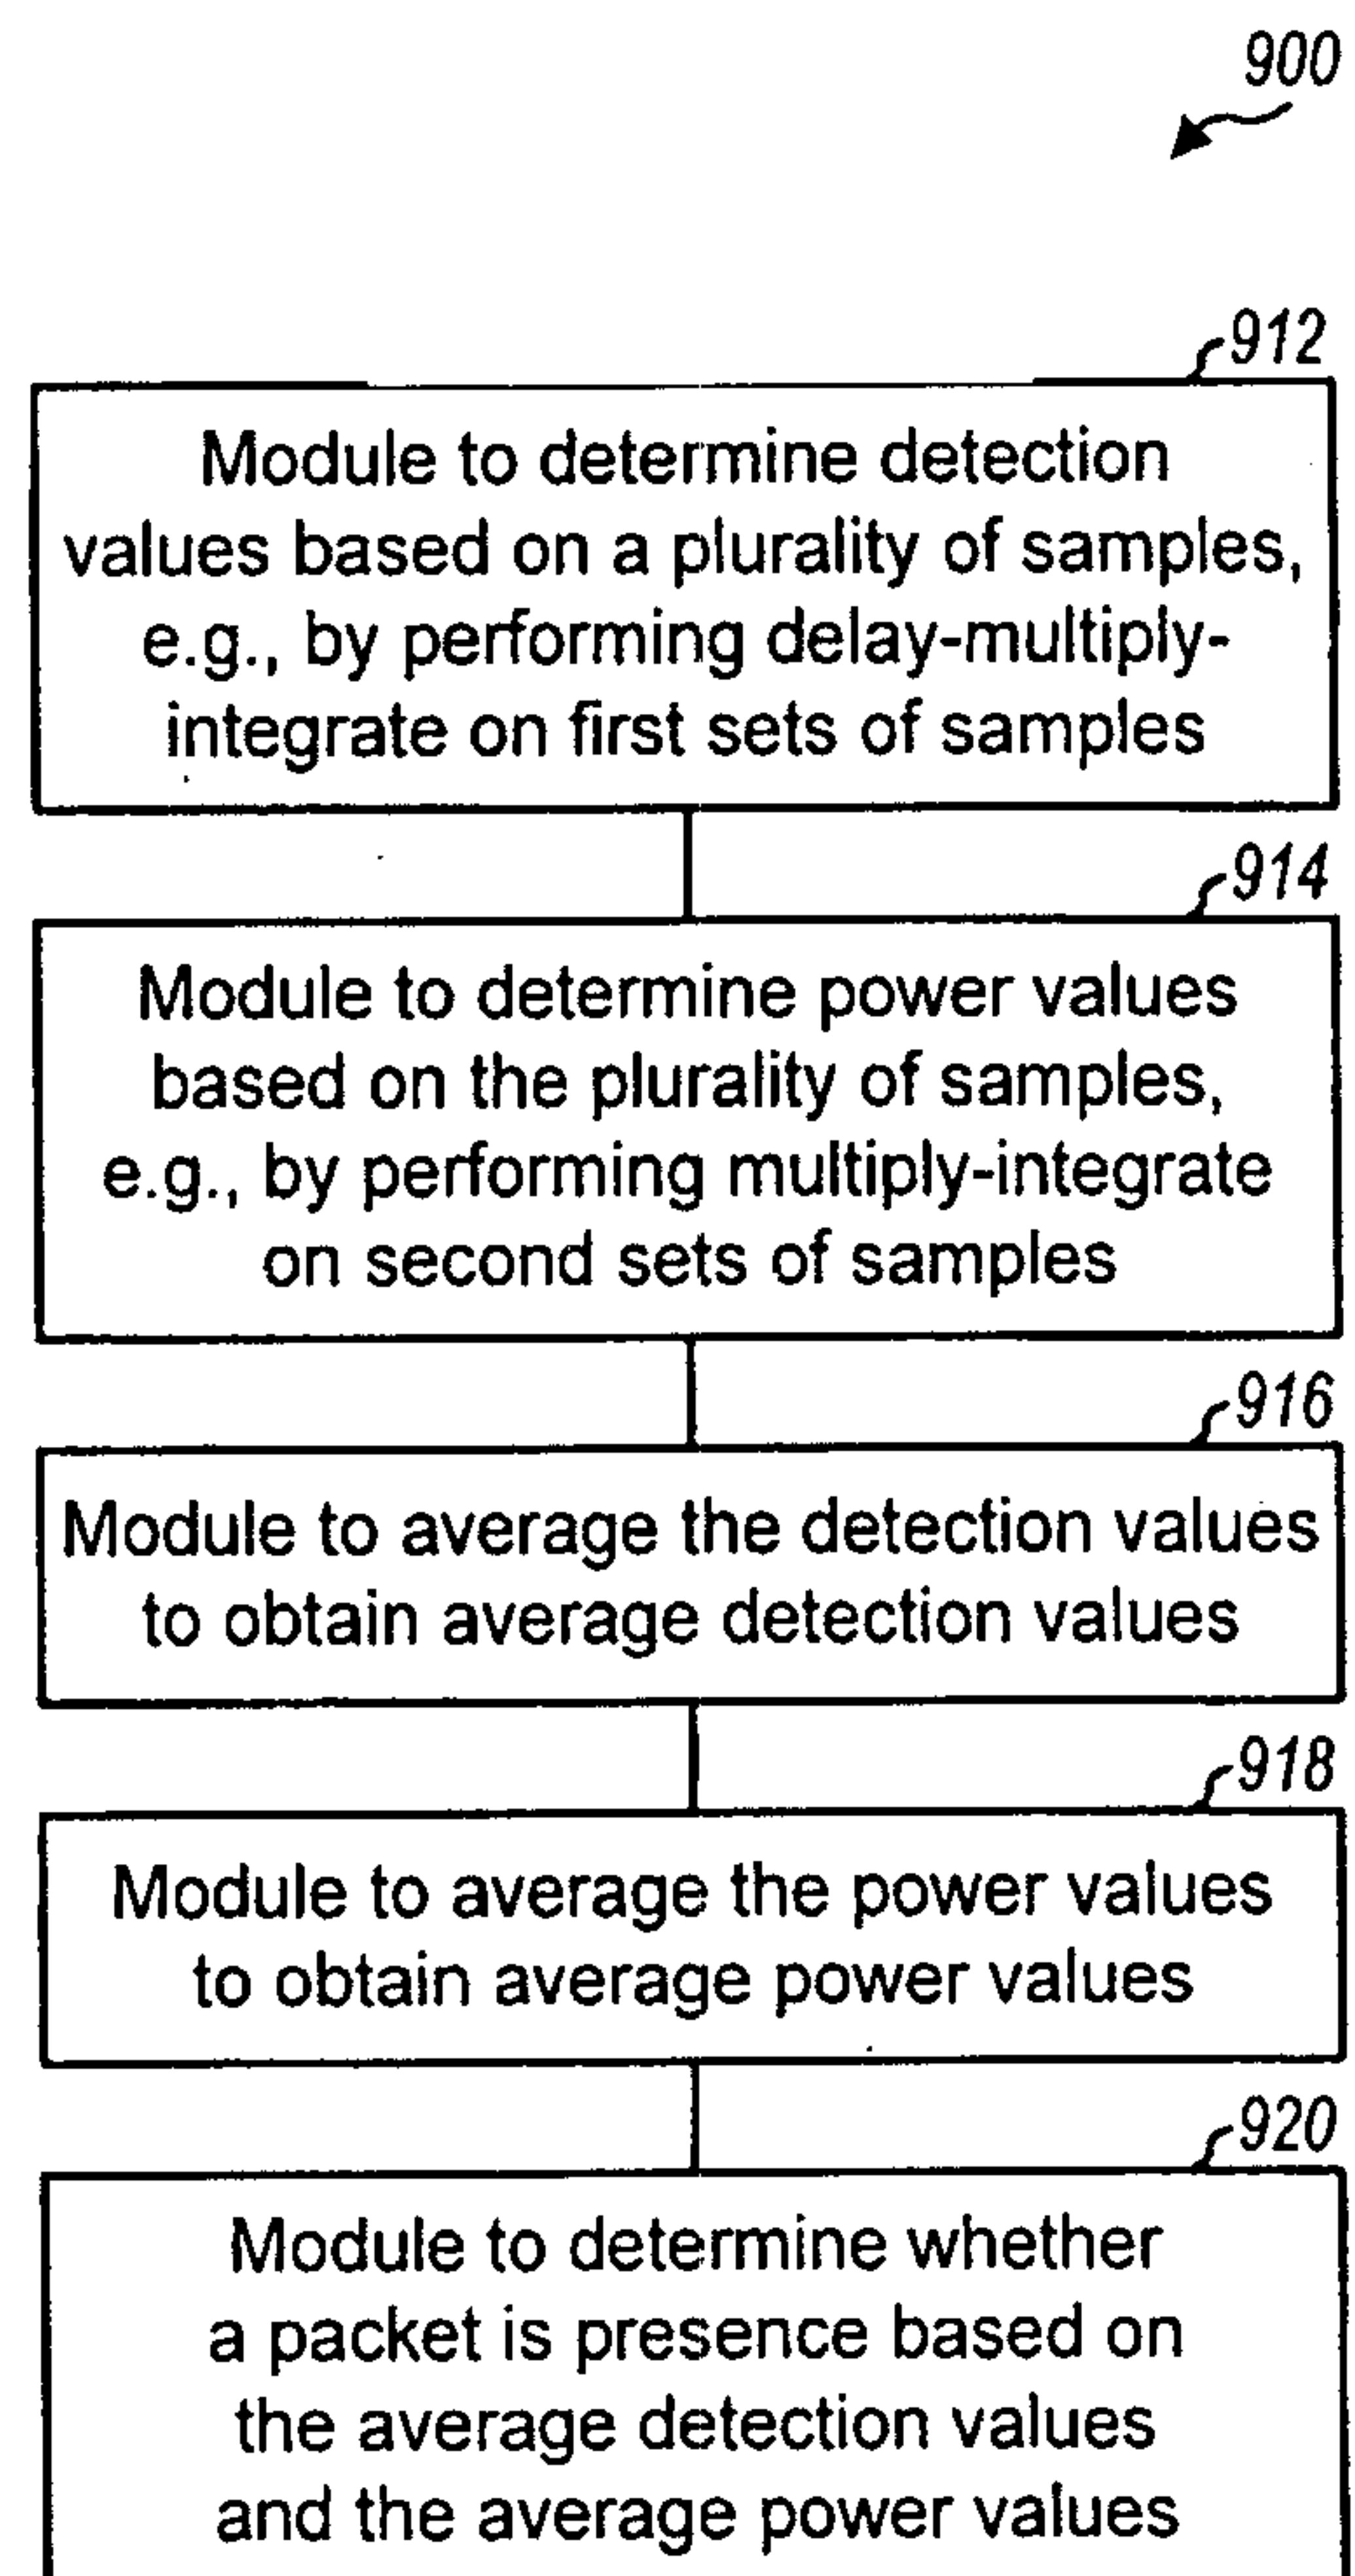 900
912
Module to determine detection
values based on a plurality of samples,
e.g., by performing delay-multiply-
integrate on first sets of samples
914
Module to determine power values
based on the plurality of samples,
e.g., by performing multiply-integrate
on second sets of samples
916
Module to average the detection values
to obtain average detection values
918
Module to average the power values
to obtain average power values
920
Module to determine whether
a packet is presence based on
the average detection values
and the average power values